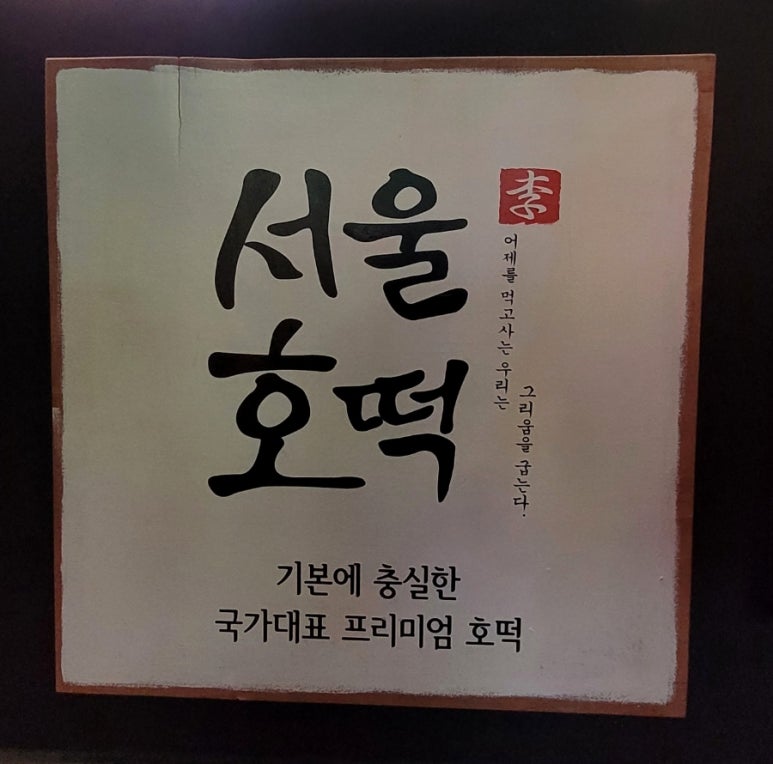 서울
호떡
李
어제를 먹고사는 우리는
그리움을 굽는다.
기본에 충실한
국가대표 프리미엄 호떡